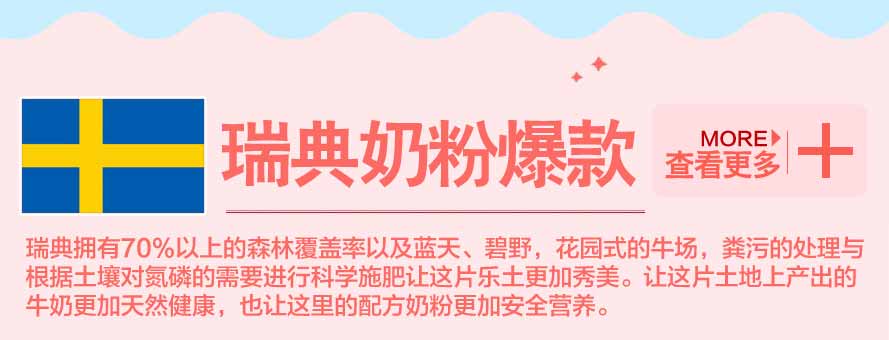 瑞典奶粉爆款
MORE
查看更多
瑞典拥有70%以上的森林覆盖率以及蓝天、碧野，花园式的牛场，粪污的处理与
根据土壤对氮磷的需要进行科学施肥让这片乐土更加秀美。让这片土地上产出的
牛奶更加天然健康，也让这里的配方奶粉更加安全营养。